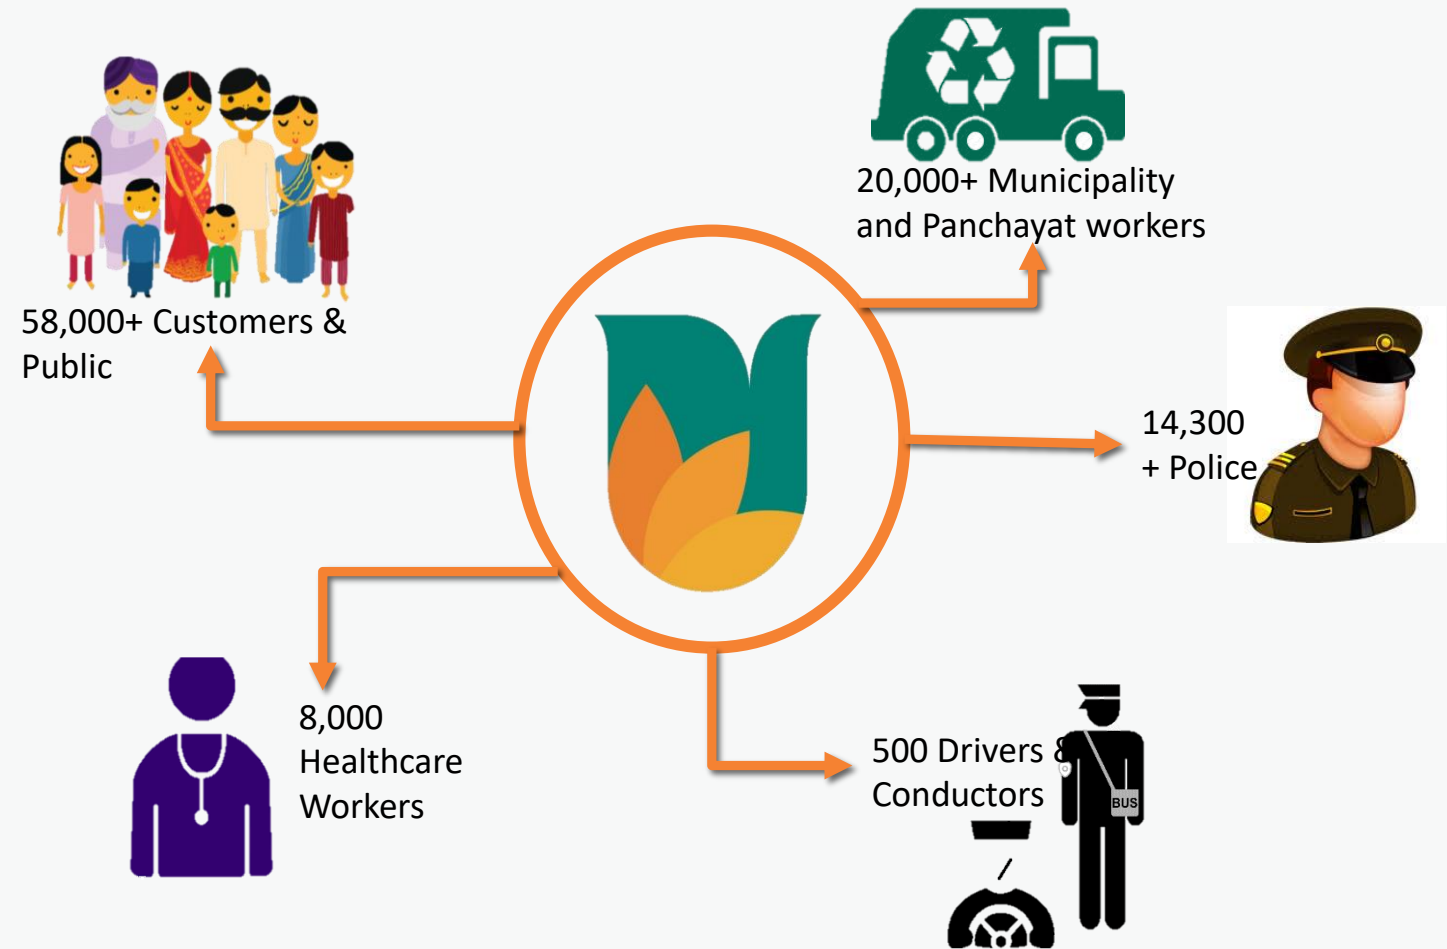 20,000+ Municipality
and Panchayat workers
58,000+ Customers &
Public
14,300
+ Police
8,000
Healthcare
Workers
500 Drivers &
Conductors
BUS